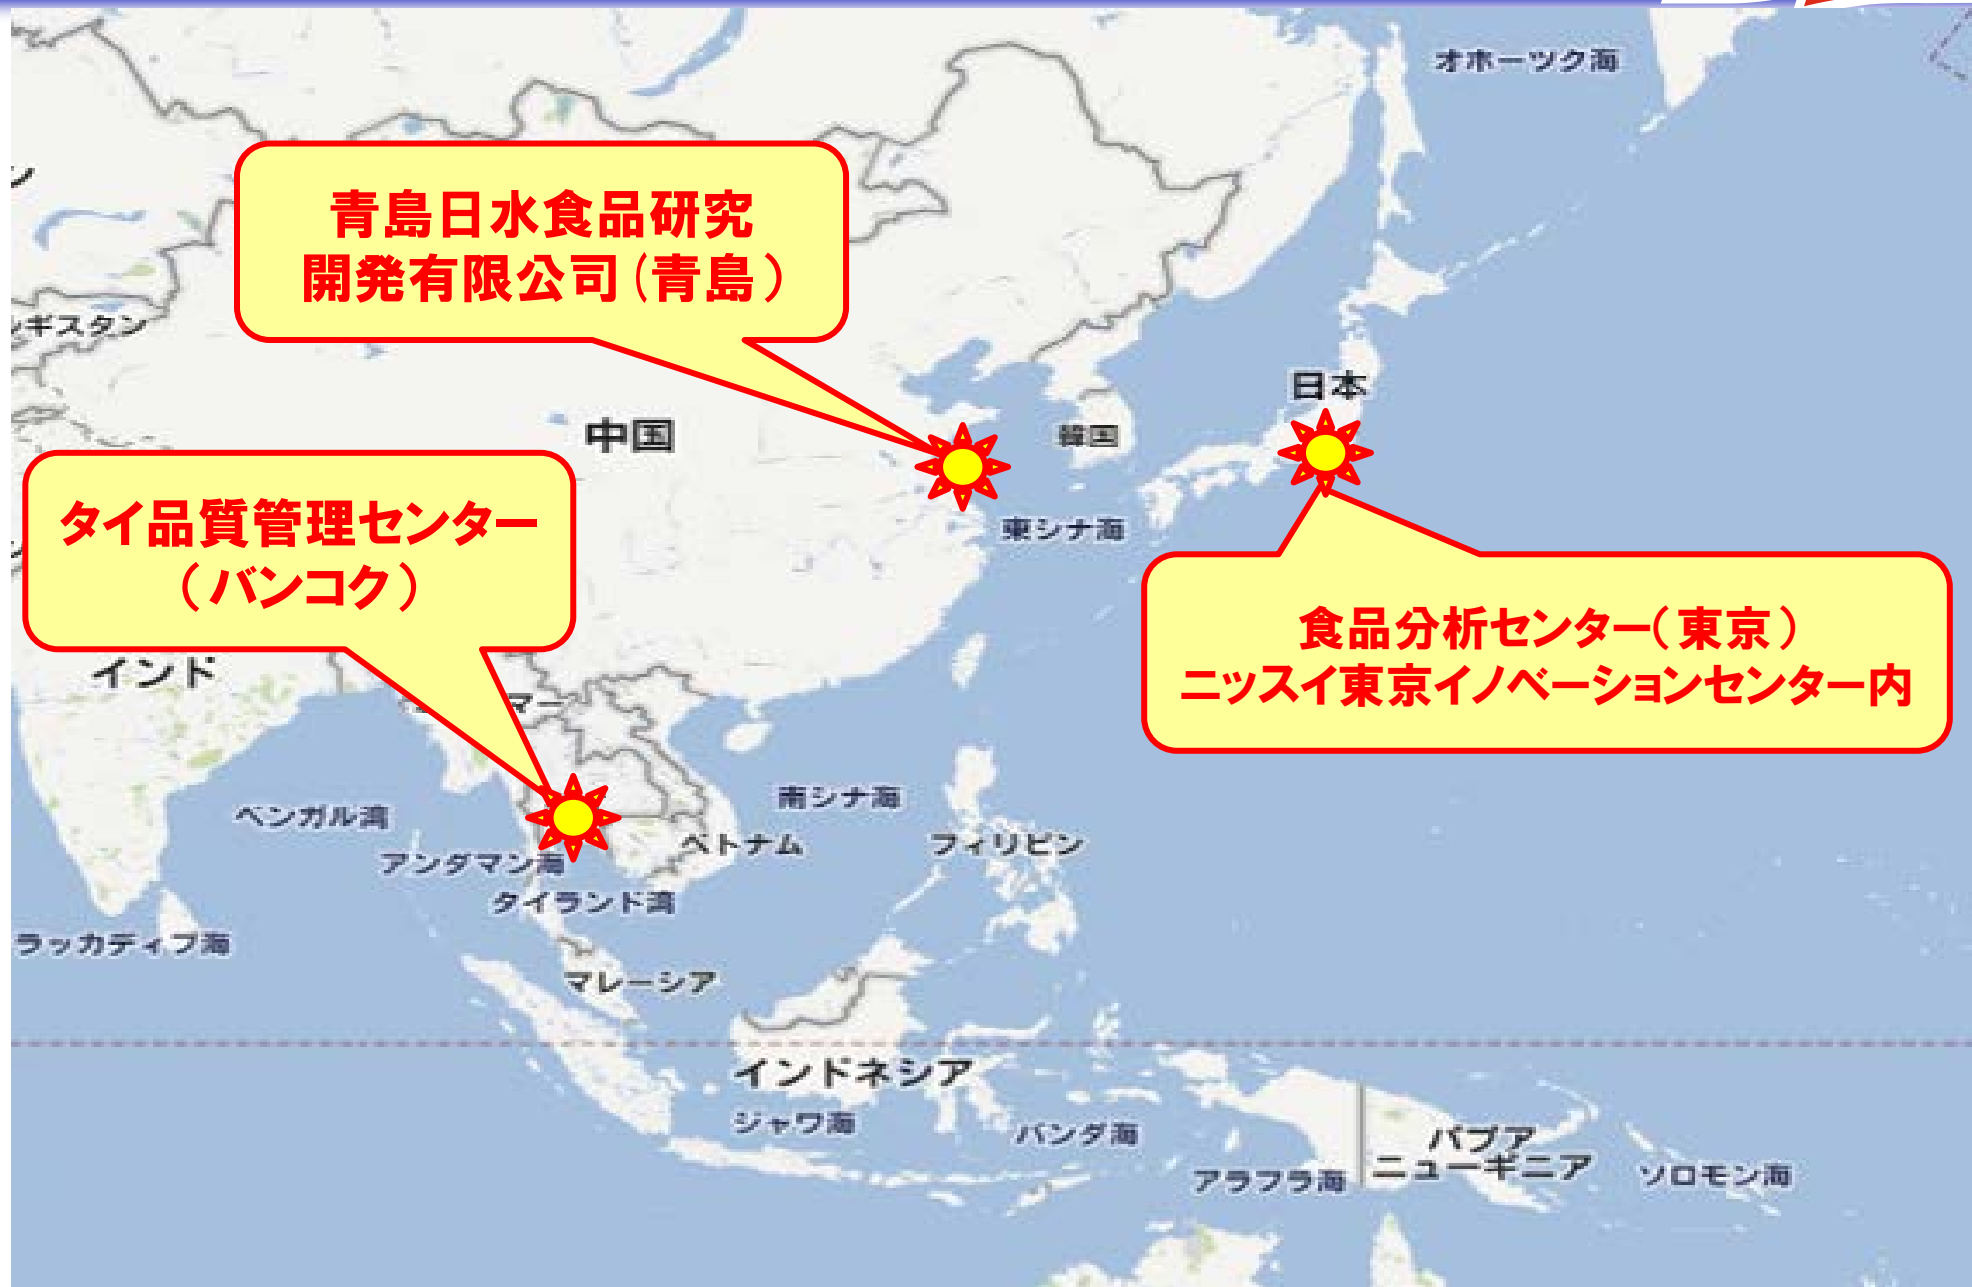 オホーツク海
青島日水食品研究
開発有限公司(青島)
ギスタン
日本
中国
韓国
タイ品質管理センター
(バンコク)
東シナ海
食品分析センター(東京)
ニッスイ東京イノベーションセンター内
インド
マー
南シナ海
ベンガル湾
ベトナム
フィリピン
アンダマン海
タイランド湾
ラッカディブ海
マレーシア
インドネシア
ジャワ海
バンダ海
パプア
ニューギニア
アラフラ海
ソロモン海